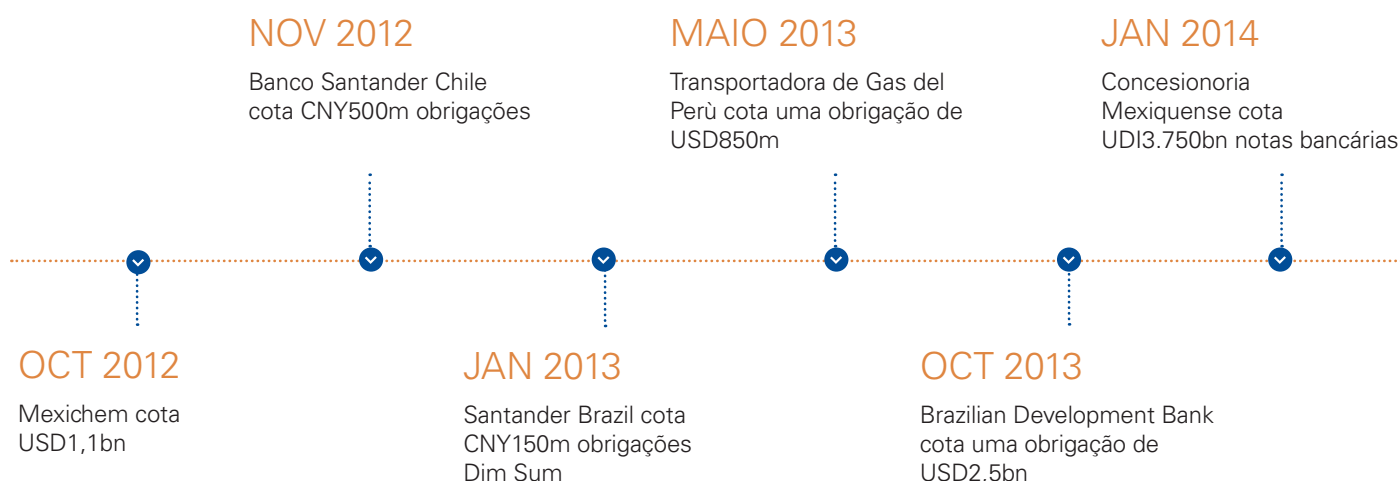 NOV 2012
Banco Santander Chile
cota CNY500m obrigações
MAIO 2013
Transportadora de Gas del
Perù cota uma obrigação de
USD850m
JAN 2014
Concesionoria
Mexiquense cota
UDI3.750bn notas bancárias
OCT 2012
Mexichem cota
USD1,1bn
JAN 2013
Santander Brazil cota
CNY150m obrigações
Dim Sum
OCT 2013
Brazilian Development Bank
cota uma obrigação de
USD2,5bn